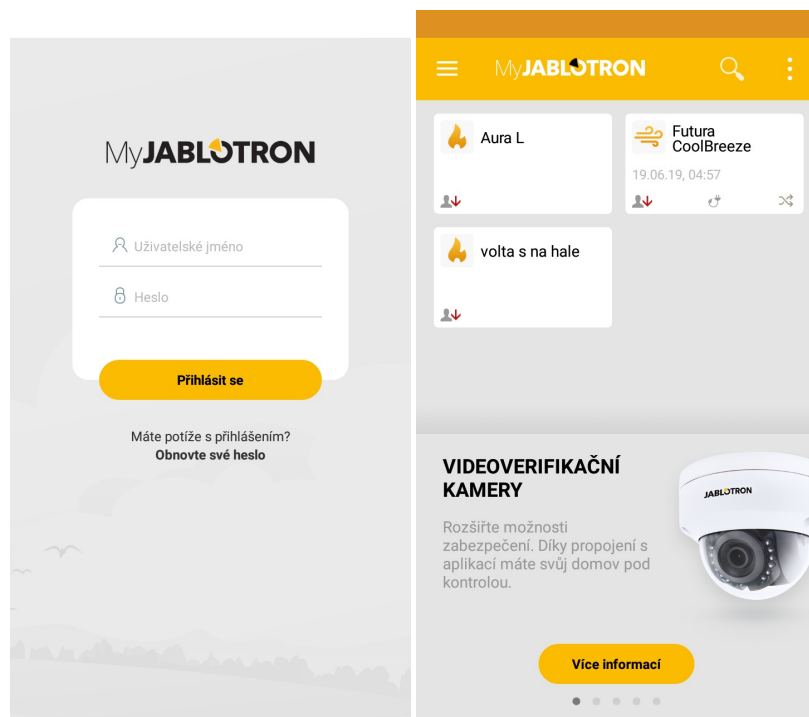 MyJABLOTRON
Uživatelské jméno
Heslo
Přihlásit se
Máte potíže s přihlášením?
Obnovte své heslo
MyJABLOTRON
Aura L
Futura
CoolBreeze
19.06.19, 04:57
volta s na hale
VIDEOVERIFIKAČNÍ
KAMERY
JABLOTRON
Rozšiřte možnosti
zabezpečení. Díky propojení s
aplikací máte svůj domov pod
kontrolou.
Více informací